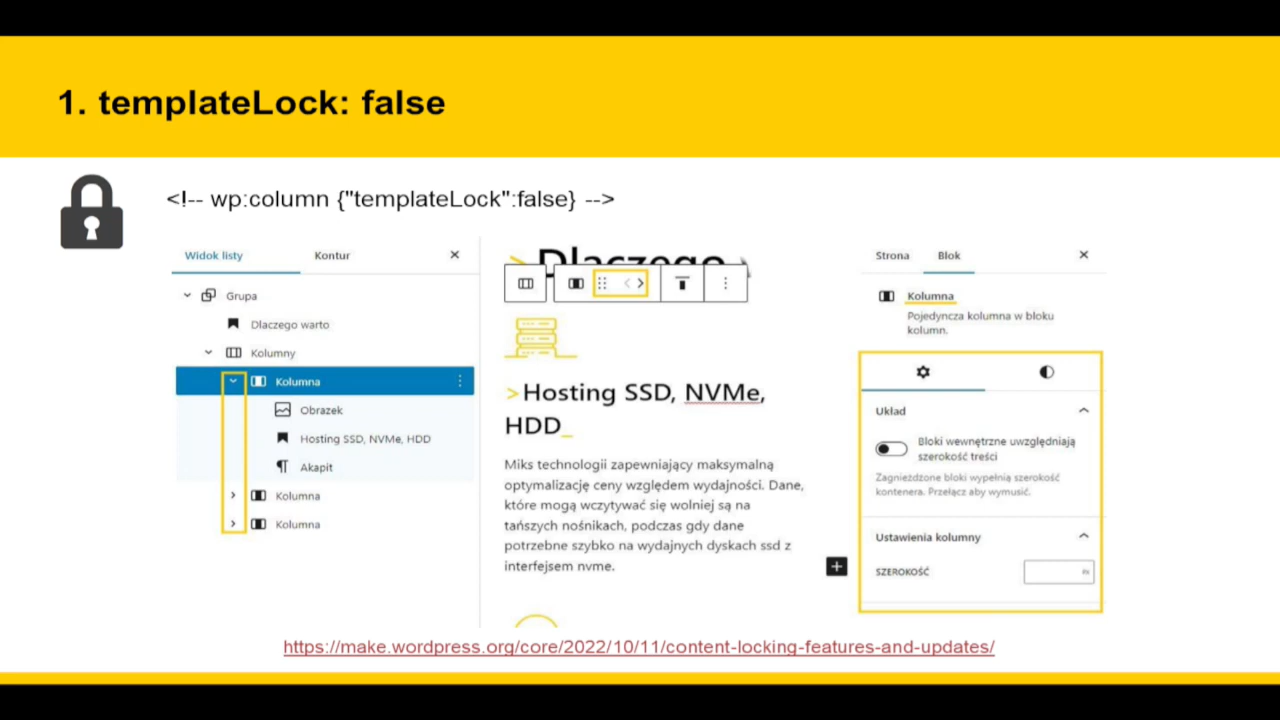 1. templateLock: false
<!-- wp:column {"templateLock":false} -->
Widok listy
Kontur
Grupa
Dlaczego warto
Kolumny
Kolumna
Obrazek
Hosting SSD, NVMe, HDD
Akapit
Kolumna
Kolumna
>Dlaczego
>Hosting SSD, NVMe,
HDD_
Miks technologii zapewniający maksymalną
optymalizację ceny względem wydajności. Dane,
które mogą wczytywać się wolniej są na
tańszych nośnikach, podczas gdy dane
potrzebne szybko na wydajnych dyskach ssd z
interfejsem nvme.
Strona
Blok
Kolumna
Pojedyncza kolumna w bloku
kolumn.
Układ
Bloki wewnętrzne uwzględniają
szerokość treści
Zagnieżdżone bloki wypełnią szerokość
kontenera. Przełącz aby wymusić.
Ustawienia kolumny
SZEROKOŚĆ
https://make.wordpress.org/core/2022/10/11/content-locking-features-and-updates/